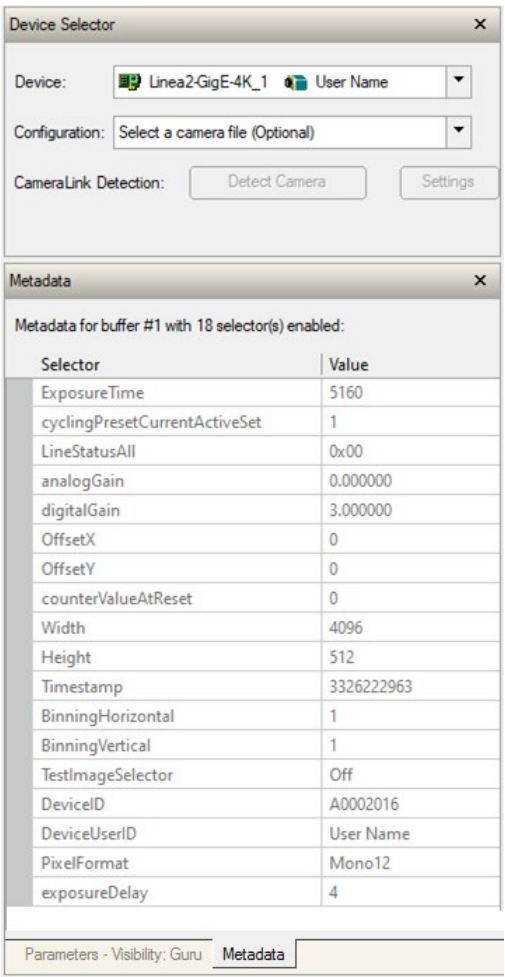 Device Selector
Device: Linea2-GigE-4K_1 User Name
Configuration: Select a camera file (Optional)
CameraLink Detection: Detect Camera Settings
Metadata
Metadata for buffer #1 with 18 selector(s) enabled:
Selector Value
ExposureTime 5160
cyclingPresetCurrentActiveSet 1
LineStatusAll 0x00
analogGain 0.000000
digitalGain 3.000000
OffsetX 0
OffsetY 0
counterValueAtReset 0
Width 4096
Height 512
Timestamp 3326222963
BinningHorizontal 1
BinningVertical 1
TestImageSelector Off
DeviceID A0002016
DeviceUserID User Name
PixelFormat Mono12
exposureDelay 4
Parameters - Visibility: Guru Metadata